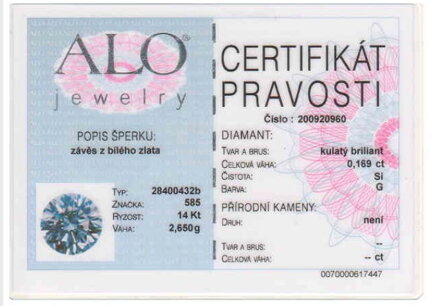 ALO®
jewelry
POPIS ŠPERKU:
závěs z bílého zlata
TYP: 28400432b
ZNAČKA: 585
RYZOST: 14 Kt
VÁHA: 2,650g
CERTIFIKÁT
PRAVOSTI
Číslo : 200920960
DIAMANT:
TVAR A BRUS: kulatý briliant
CELKOVÁ VÁHA: 0,169 ct
ČISTOTA: Si
BARVA: G
PŘÍRODNÍ KAMENY:
DRUH: není
TVAR A BRUS: --
CELKOVÁ VÁHA: -- ct
0070000617447